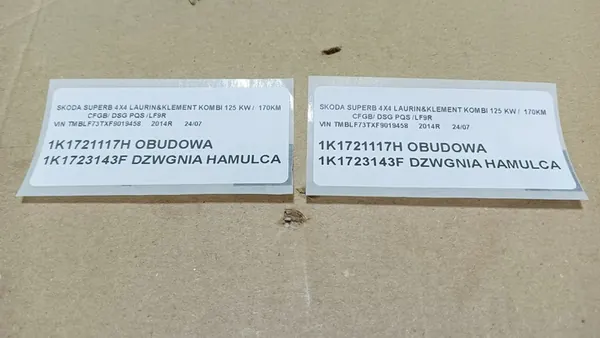 SKODA SUPERB 4X4 LAURIN&KLEMENT KOMBI 125 KW / 170KM
CFGB/ DSG PQS /LF9R
VIN TMBLF73TXF9019458 2014R 24/07
1K1721117H OBUDOWA
1K1723143F DZWGNIA HAMULCA
SKODA SUPERB 4X4 LAURIN&KLEMENT KOMBI 125 KW / 170KM
CFGB/ DSG PQS /LF9R
VIN TMBLF73TXF9019458 2014R 24/07
1K1721117H OBUDOWA
1K1723143F DZWGNIA HAMULCA